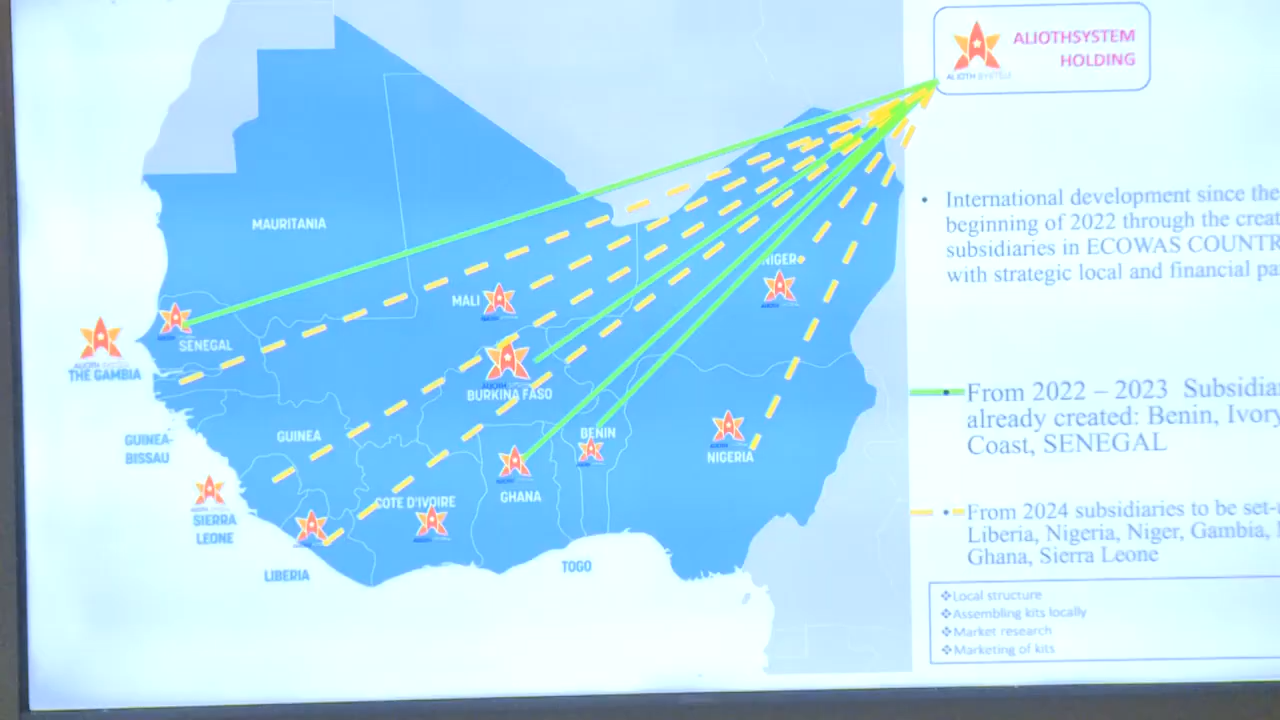 ALIOTHSYSTEM
HOLDING
ALIOTH SYSTEM
MAURITANIA
NIGER
MALI
SENEGAL
THE GAMBIA
BURKINA FASO
GUINEA-
BISSAU
GUINEA
BENIN
NIGERIA
GHANA
COTE D'IVOIRE
SIERRA
LEONE
LIBERIA
TOGO
• International development since the
beginning of 2022 through the
subsidiaries in ECOWAS
with strategic local and financial
• From 2022 – 2023 Subsidia
already created: Benin, Ivory
Coast, SENEGAL
• From 2024 subsidiaries to be set-
Liberia, Nigeria, Niger, Gambia,
Ghana, Sierra Leone
❖Local structure
❖Assembling kits locally
❖Market research
❖Marketing of kits